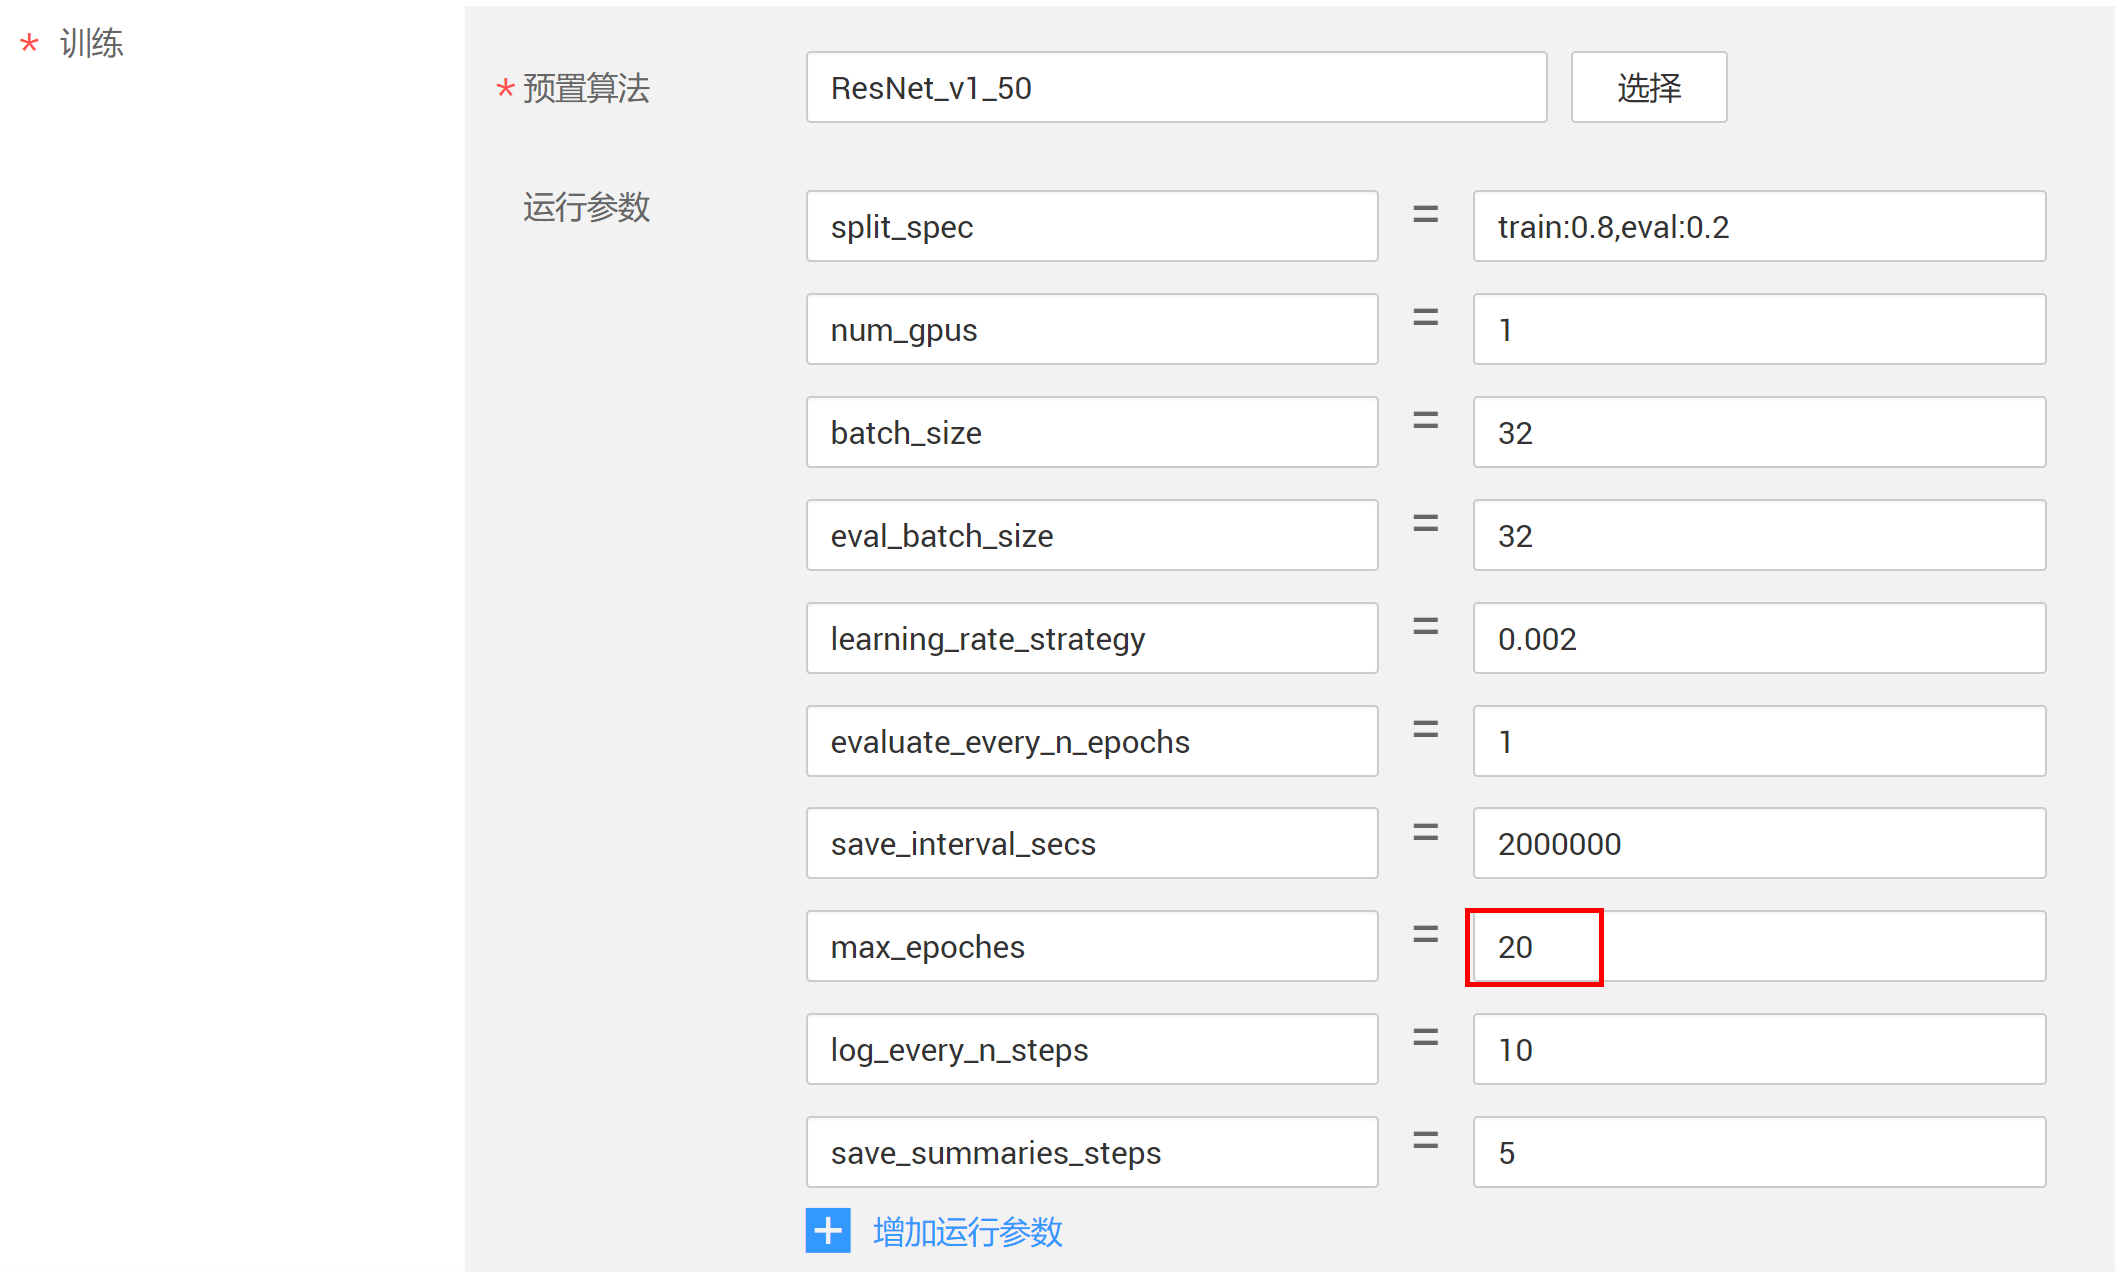 * 训练
* 预置算法 ResNet_v1_50 选择
运行参数 split_spec = train:0.8,eval:0.2
num_gpus = 1
batch_size = 32
eval_batch_size = 32
learning_rate_strategy = 0.002
evaluate_every_n_epochs = 1
save_interval_secs = 2000000
max_epoches = 20
log_every_n_steps = 10
save_summaries_steps = 5
+ 增加运行参数